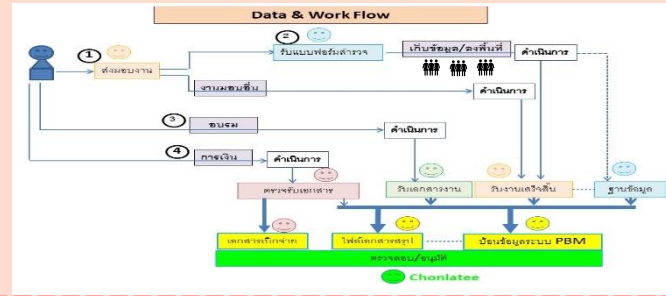 Data & Work Flow
1
ส่งมอบงาน
2
รับแบบฟอร์มสำรวจ
เก็บข้อมูล/ลงพื้นที่
ดำเนินการ
งานมอบอื่น
ดำเนินการ
3
อบรม
ดำเนินการ
4
การเงิน
ดำเนินการ
ตรวจรับเอกสาร
รับเอกสารงาน
รับงานเสร็จสิ้น
ฐานข้อมูล
เอกสารเบิกจ่าย
ไฟล์เอกสารสรุป
ป้อนข้อมูลระบบ PBM
ตรวจสอบ/อนุมัติ
Chonlatee